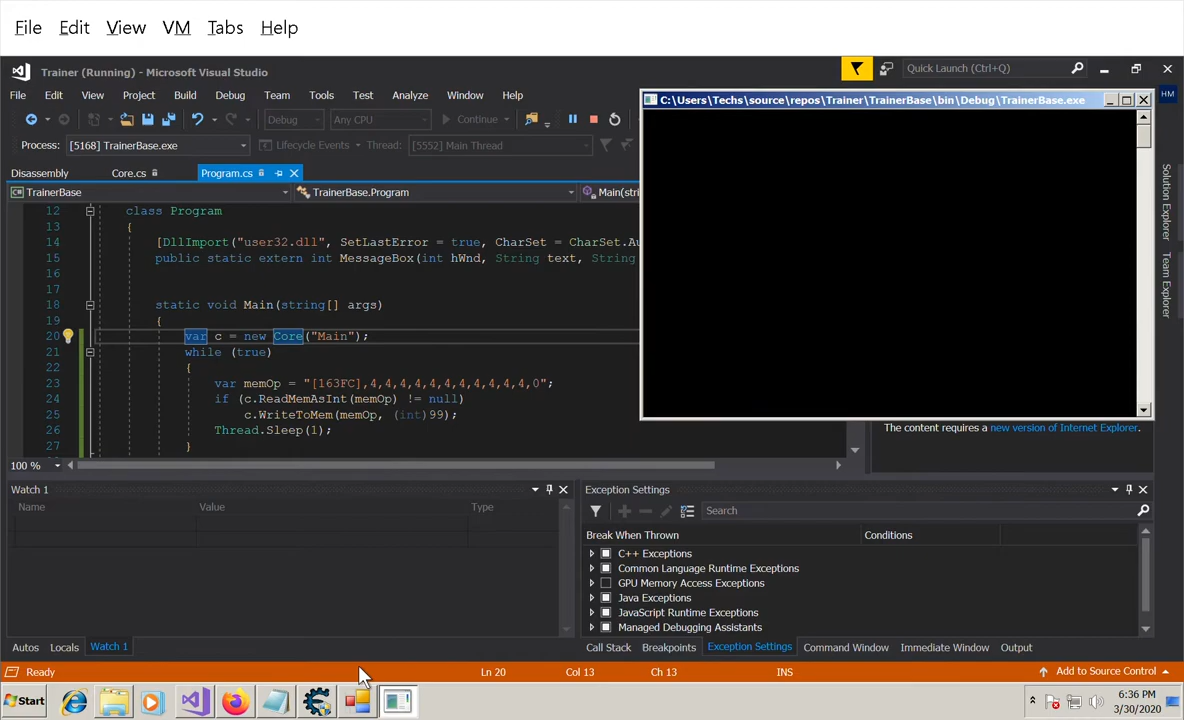 File Edit View VM Tabs Help
Trainer (Running) - Microsoft Visual Studio
Quick Launch (Ctrl+Q)
File Edit View Project Build Debug Team Tools Test Analyze Window Help
HM
C:\Users\Techs\source\repos\Trainer\TrainerBase\bin\Debug\TrainerBase.exe
Debug Any CPU Continue
Process: [5168] TrainerBase.exe Lifecycle Events Thread: [5552] Main Thread
Disassembly Core.cs Program.cs
TrainerBase TrainerBase.Program Main(stri
12 class Program
13 {
14 [DllImport("user32.dll", SetLastError = true, CharSet = CharSet.Au
15 public static extern int MessageBox(int hWnd, String text, String
16
17
18 static void Main(string[] args)
19 {
20 var c = new Core("Main");
21 while (true)
22 {
23 var memOp = "[163FC],4,4,4,4,4,4,4,4,4,4,4,0";
24 if (c.ReadMemAsInt(memOp) != null)
25 c.WriteToMem(memOp, (int)99);
26 Thread.Sleep(1);
27 }
Solution Explorer
Team Explorer
The content requires a new version of Internet Explorer.
100 %
Watch 1
Name Value Type
Autos Locals Watch 1
Exception Settings
Search
Break When Thrown Conditions
C++ Exceptions
Common Language Runtime Exceptions
GPU Memory Access Exceptions
Java Exceptions
JavaScript Runtime Exceptions
Managed Debugging Assistants
Call Stack Breakpoints Exception Settings Command Window Immediate Window Output
Ready Ln 20 Col 13 Ch 13 INS Add to Source Control
Start
6:36 PM
3/30/2020